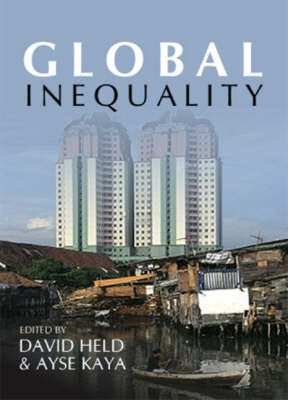 GLOBAL
INEQUALITY
EDITED BY
DAVID HELD
& AYSE KAYA